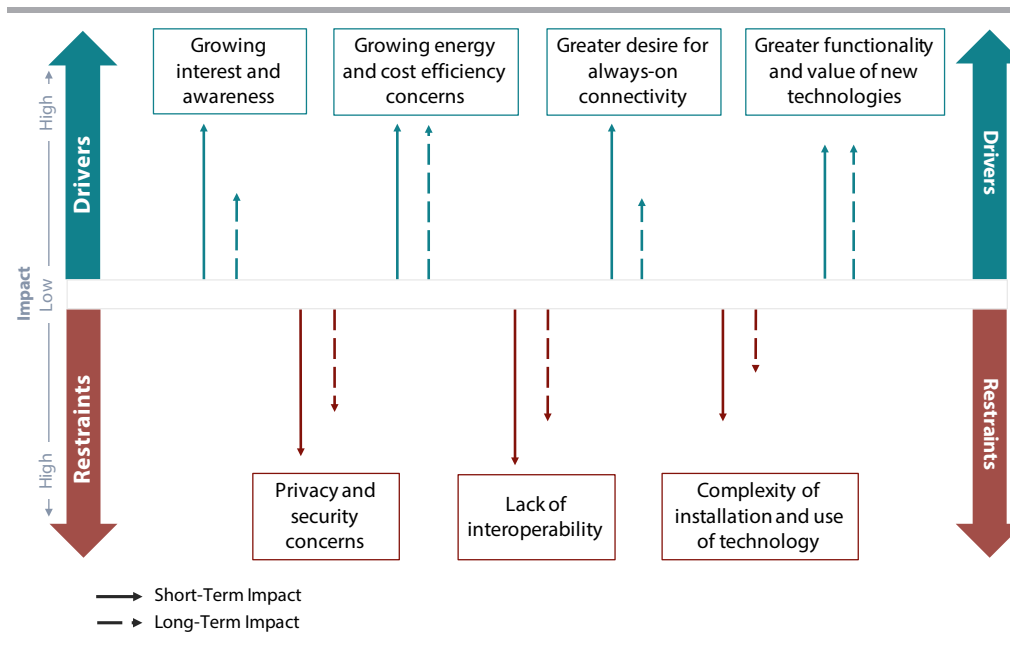 Growing
interest and
awareness
Growing energy
and cost efficiency
concerns
Greater desire for
always-on
connectivity
Greater functionality
and value of new
technologies
High
Drivers
Drivers
Impact
Low
Restraints
Restraints
High
Privacy and
security
concerns
Lack of
interoperability
Complexity of
installation and use
of technology
Short-Term Impact
Long-Term Impact